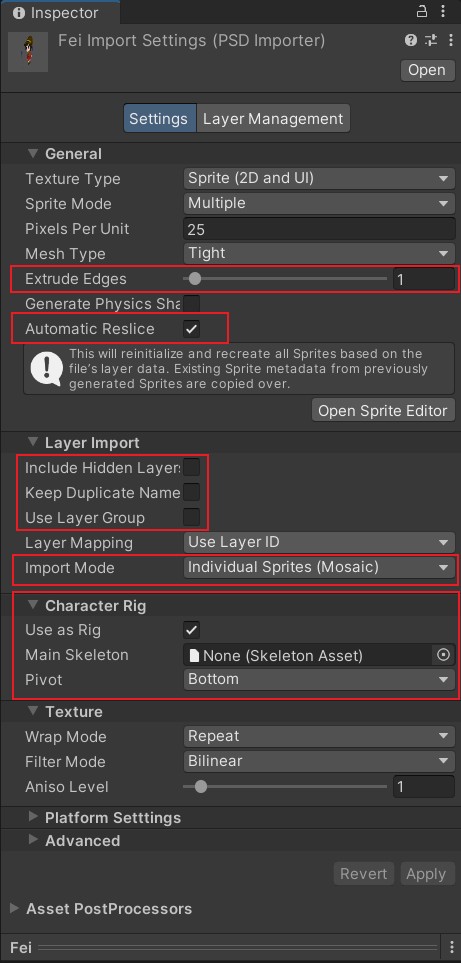 Inspector
Fei Import Settings (PSD Importer)
Open
Settings
Layer Management
General
Texture Type
Sprite (2D and UI)
Sprite Mode
Multiple
Pixels Per Unit
25
Mesh Type
Tight
Extrude Edges
1
Generate Physics Sha
Automatic Reslice
This will reinitialize and recreate all Sprites based on the
file's layer data. Existing Sprite metadata from previously
generated Sprites are copied over.
Open Sprite Editor
Layer Import
Include Hidden Layers
Keep Duplicate Name
Use Layer Group
Layer Mapping
Use Layer ID
Import Mode
Individual Sprites (Mosaic)
Character Rig
Use as Rig
Main Skeleton
None (Skeleton Asset)
Pivot
Bottom
Texture
Wrap Mode
Repeat
Filter Mode
Bilinear
Aniso Level
1
Platform Setttings
Advanced
Revert
Apply
Asset PostProcessors
Fei